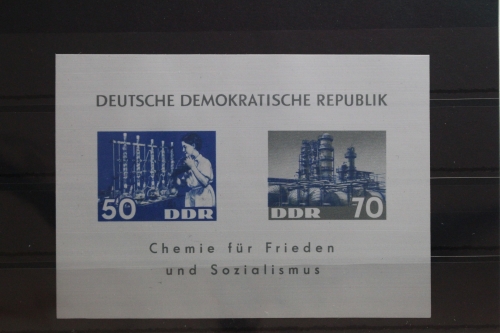 DEUTSCHE DEMOKRATISCHE REPUBLIK
50 DDR
DDR 70
Chemie für Frieden
und Sozialismus